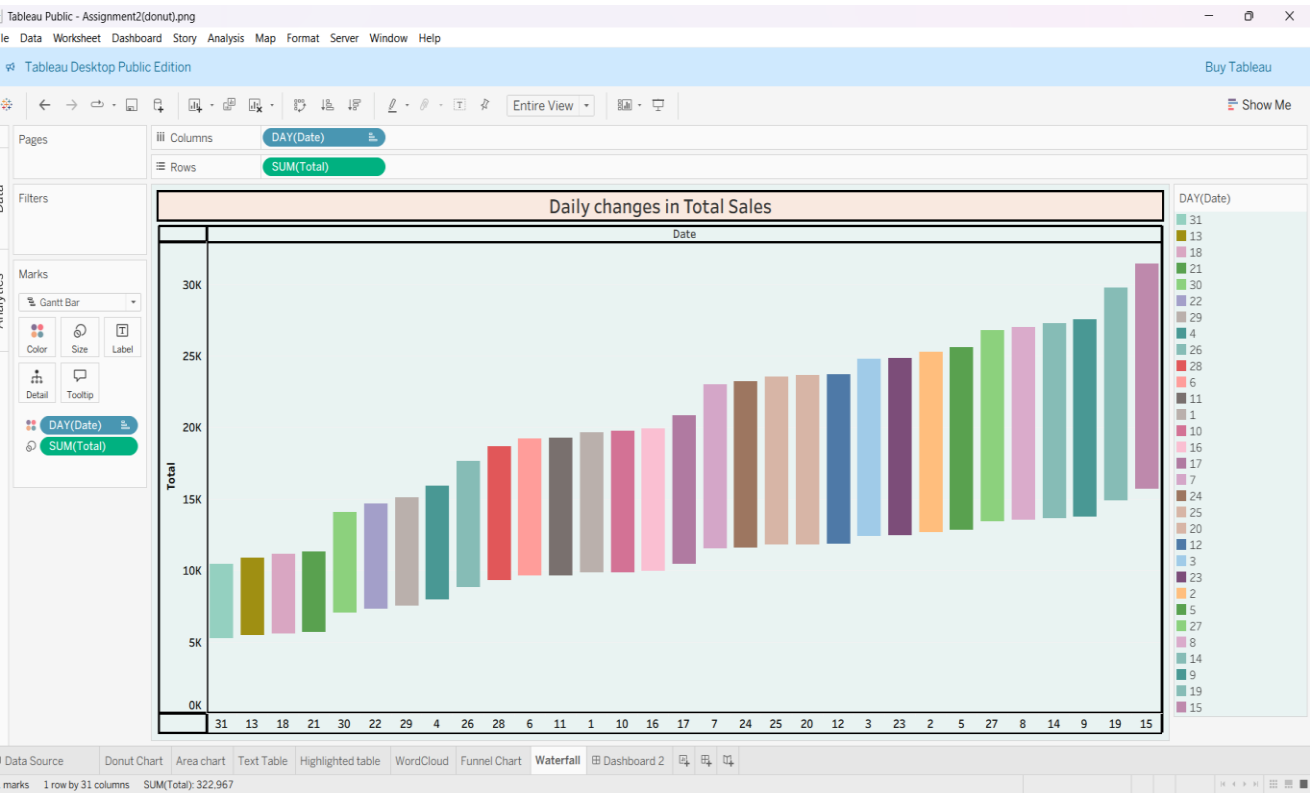 Tableau Public - Assignment2(donut).png
Data Worksheet Dashboard Story Analysis Map Format Server Window Help
Tableau Desktop Public Edition Buy Tableau
Entire View Show Me
Pages
Columns DAY(Date)
Rows SUM(Total)
Filters
Marks
Gantt Bar
Color Size Label
Detail Tooltip
DAY(Date)
SUM(Total)
Daily changes in Total Sales
Date
Total
30K
25K
20K
15K
10K
5K
0K
31 13 18 21 30 22 29 4 26 28 6 11 1 10 16 17 7 24 25 20 12 3 23 2 5 27 8 14 9 19 15
DAY(Date)
31
13
18
21
30
22
29
4
26
28
6
11
1
10
16
17
7
24
25
20
12
3
23
2
5
27
8
14
9
19
15
Data Source Donut Chart Area chart Text Table Highlighted table WordCloud Funnel Chart Waterfall Dashboard 2
marks 1 row by 31 columns SUM(Total): 322,967